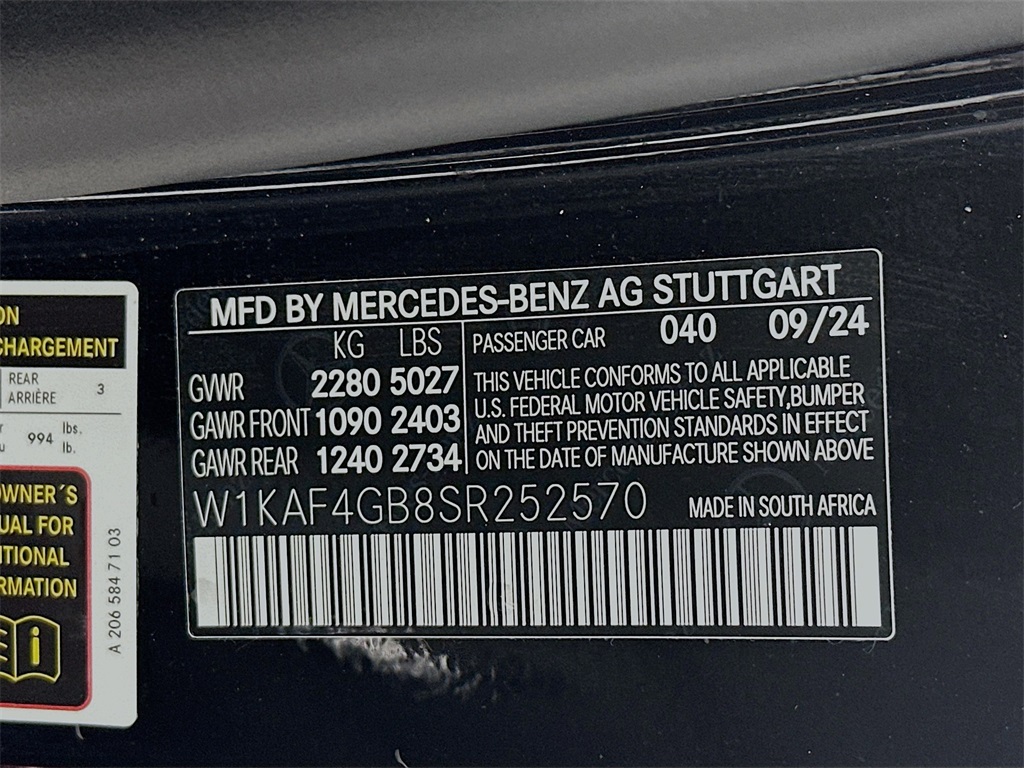 ON
CHARGEMENT
REAR
ARRIÈRE
3
994
lbs.
lb.
OWNER´S
UAL FOR
ITIONAL
RMATION
A 206 584 71 03
MFD BY MERCEDES-BENZ AG STUTTGART
KG LBS
GVWR 2280 5027
GAWR FRONT 1090 2403
GAWR REAR 1240 2734
PASSENGER CAR 040 09/24
THIS VEHICLE CONFORMS TO ALL APPLICABLE
U.S. FEDERAL MOTOR VEHICLE SAFETY,BUMPER
AND THEFT PREVENTION STANDARDS IN EFFECT
ON THE DATE OF MANUFACTURE SHOWN ABOVE
W1KAF4GB8SR252570
MADE IN SOUTH AFRICA